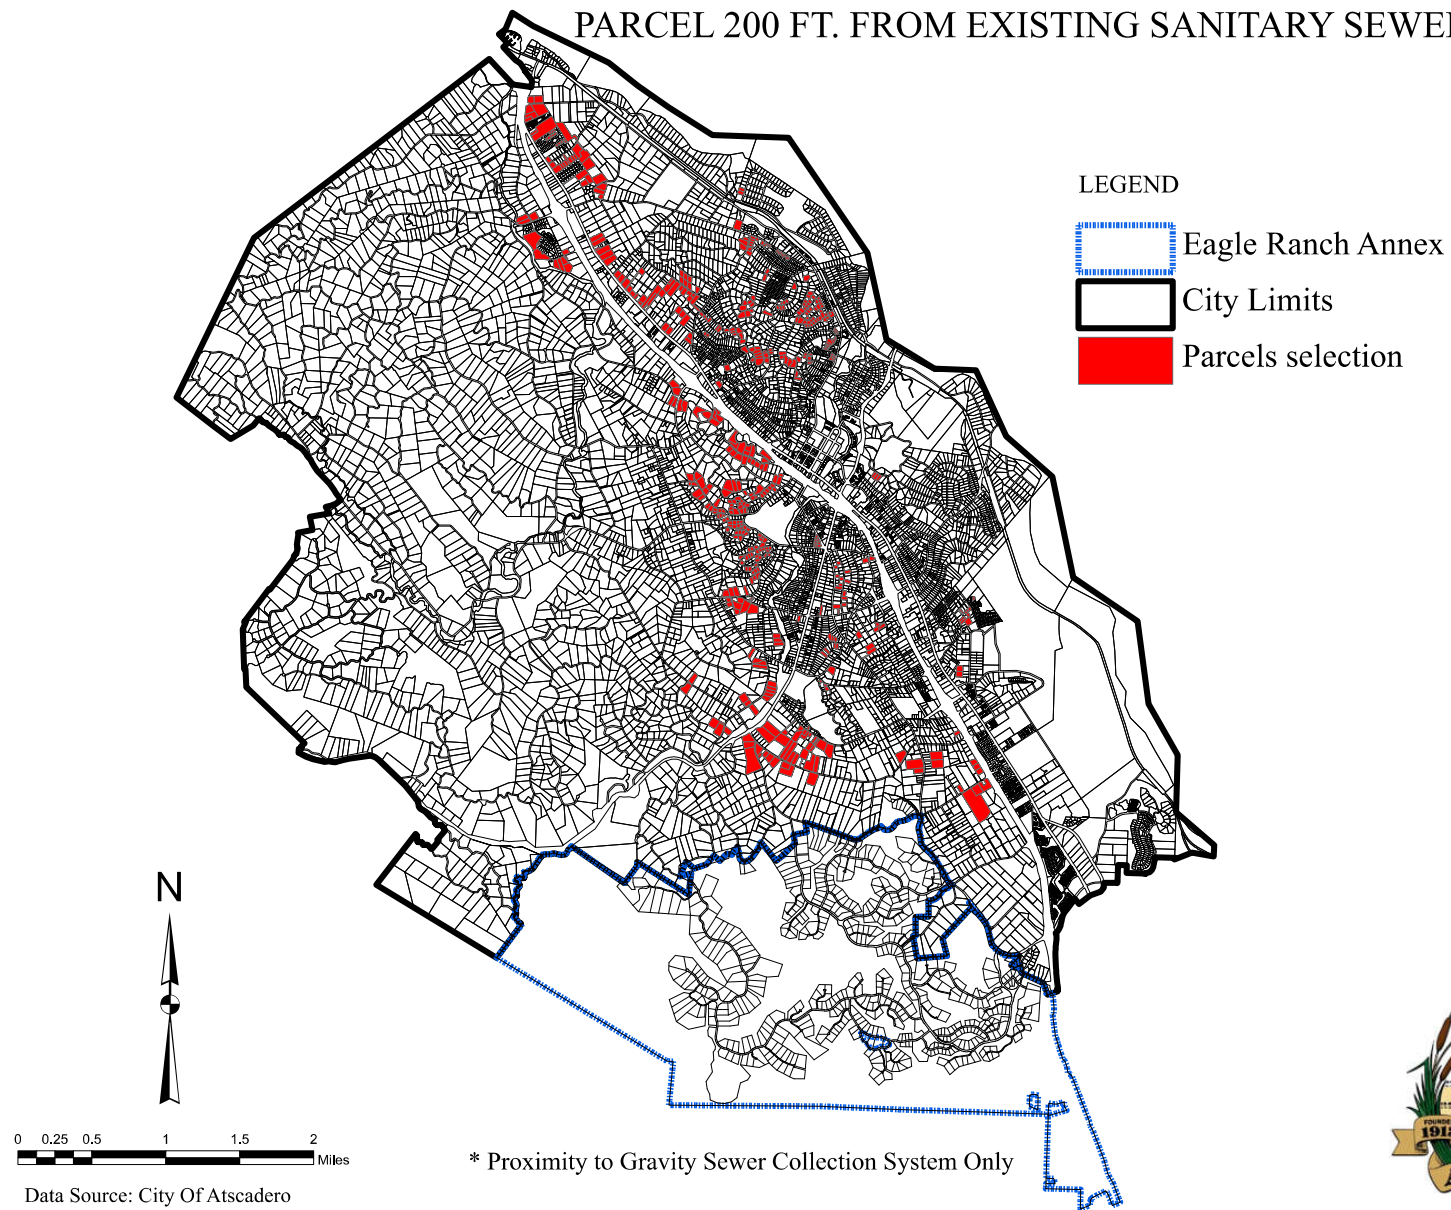 PARCEL 200 FT. FROM EXISTING SANITARY SEWER
LEGEND
Eagle Ranch Annex
City Limits
Parcels selection
N
0 0.25 0.5 1 1.5 2
Miles
* Proximity to Gravity Sewer Collection System Only
Data Source: City Of Atscadero